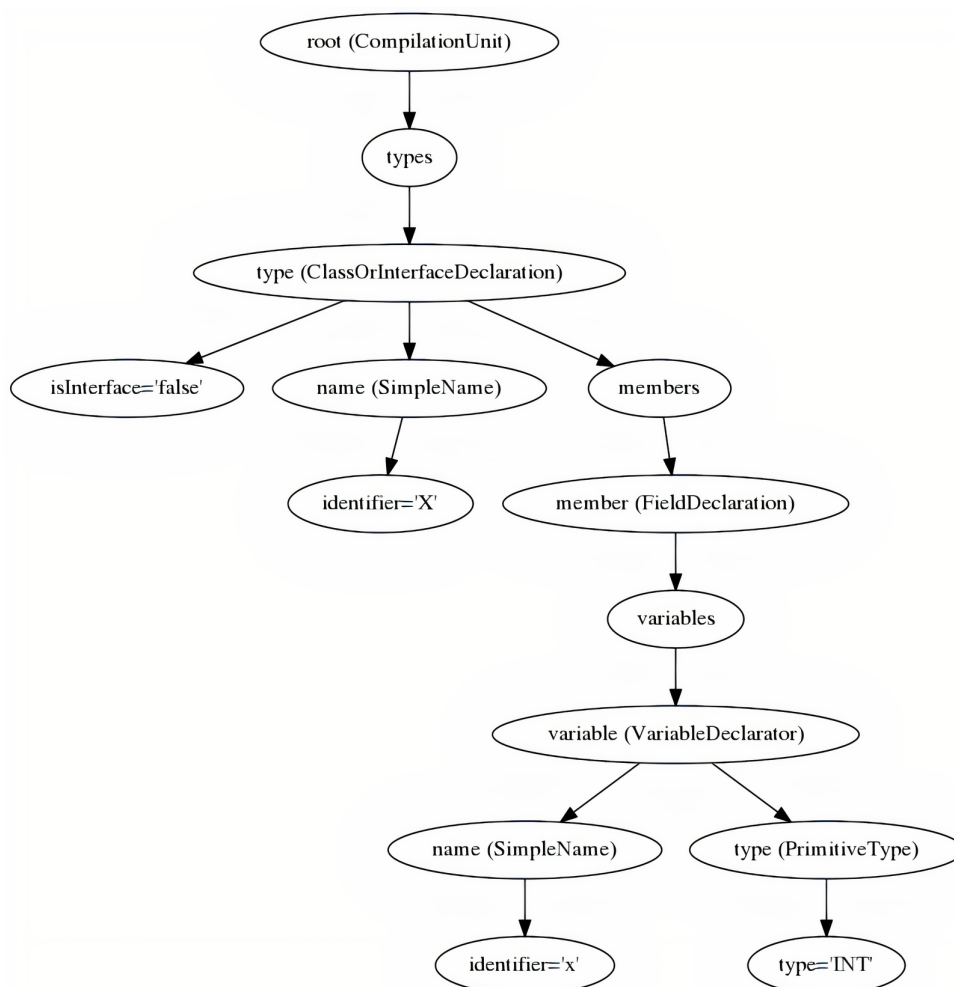 root (CompilationUnit)
types
type (ClassOrInterfaceDeclaration)
isInterface='false'
name (SimpleName)
members
identifier='X'
member (FieldDeclaration)
variables
variable (VariableDeclarator)
name (SimpleName)
type (PrimitiveType)
identifier='x'
type='INT'